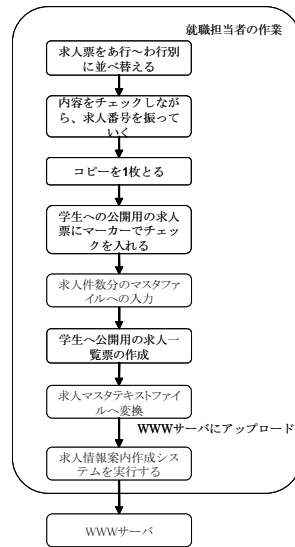 就職担当者の作業
求人票をあ行～わ行別
に並べ替える
内容をチェックしなが
ら、求人番号を振って
いく
コピーを1枚とる
学生への公開用の求人
票にマーカーでチェッ
クを入れる
求人件数分のマスタファ
イルへの入力
学生へ公開用の求人一
覧票の作成
求人マスタテキストファイ
ルへ変換
WWWサーバにアップロード
求人情報案内作成シス
テムを実行する
WWWサーバ